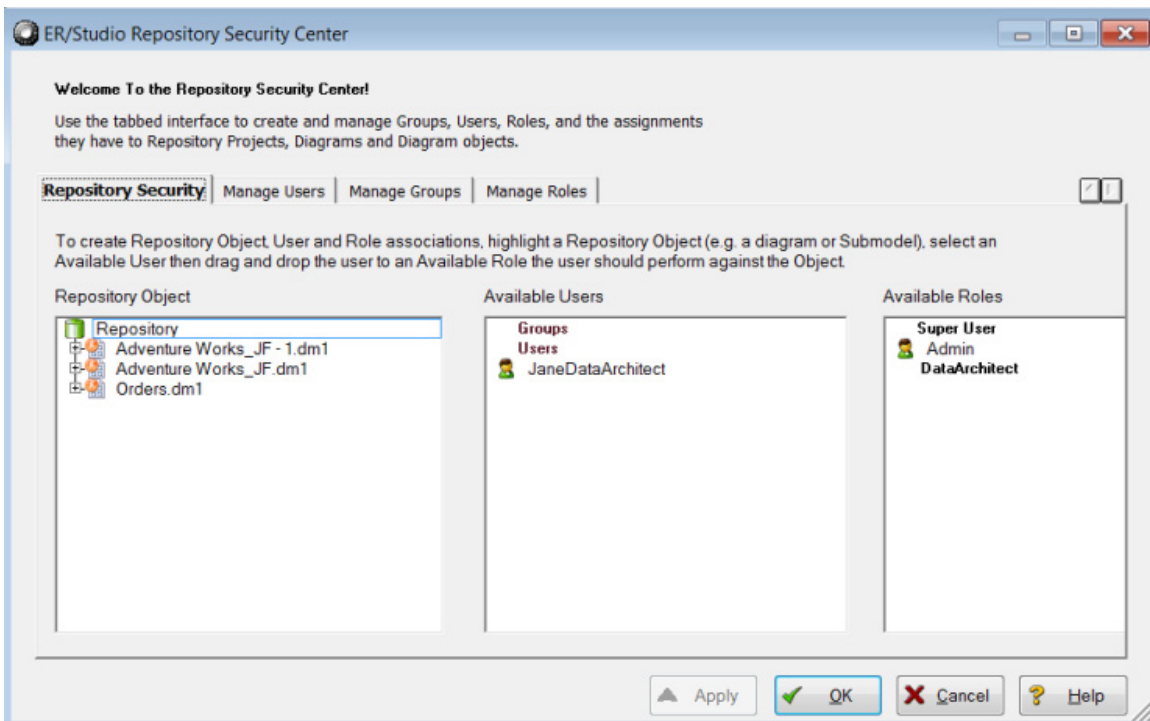 ER/Studio Repository Security Center
Welcome To the Repository Security Center!
Use the tabbed interface to create and manage Groups, Users, Roles, and the assignments
they have to Repository Projects, Diagrams and Diagram objects.
Repository Security Manage Users Manage Groups Manage Roles
To create Repository Object, User and Role associations, highlight a Repository Object (e.g. a diagram or Submodel), select an
Available User then drag and drop the user to an Available Role the user should perform against the Object.
Repository Object
Repository
Adventure Works_JF - 1.dm1
Adventure Works_JF.dm1
Orders.dm1
Available Users
Groups
Users
JaneDataArchitect
Available Roles
Super User
Admin
DataArchitect
Apply OK Cancel Help